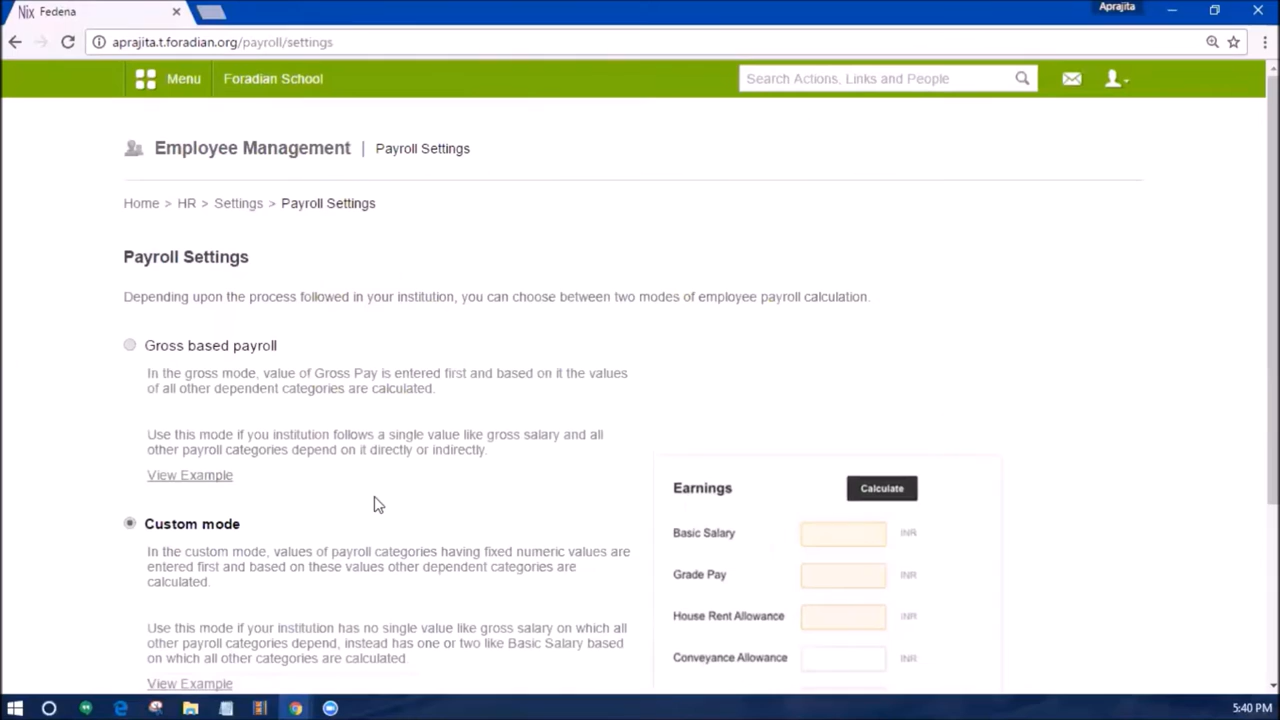 Nix Fedena
Aprajita
aprajita.t.foradian.org/payroll/settings
Menu Foradian School Search Actions, Links and People
Employee Management | Payroll Settings
Home > HR > Settings > Payroll Settings
Payroll Settings
Depending upon the process followed in your institution, you can choose between two modes of employee payroll calculation.
Gross based payroll
In the gross mode, value of Gross Pay is entered first and based on it the values
of all other dependent categories are calculated.
Use this mode if you institution follows a single value like gross salary and all
other payroll categories depend on it directly or indirectly.
View Example
Custom mode
In the custom mode, values of payroll categories having fixed numeric values are
entered first and based on these values other dependent categories are
calculated.
Use this mode if your institution has no single value like gross salary on which all
other payroll categories depend, instead has one or two like Basic Salary based
on which all other categories are calculated
View Example
Earnings Calculate
Basic Salary INR
Grade Pay INR
House Rent Allowance INR
Conveyance Allowance INR
5:40 PM